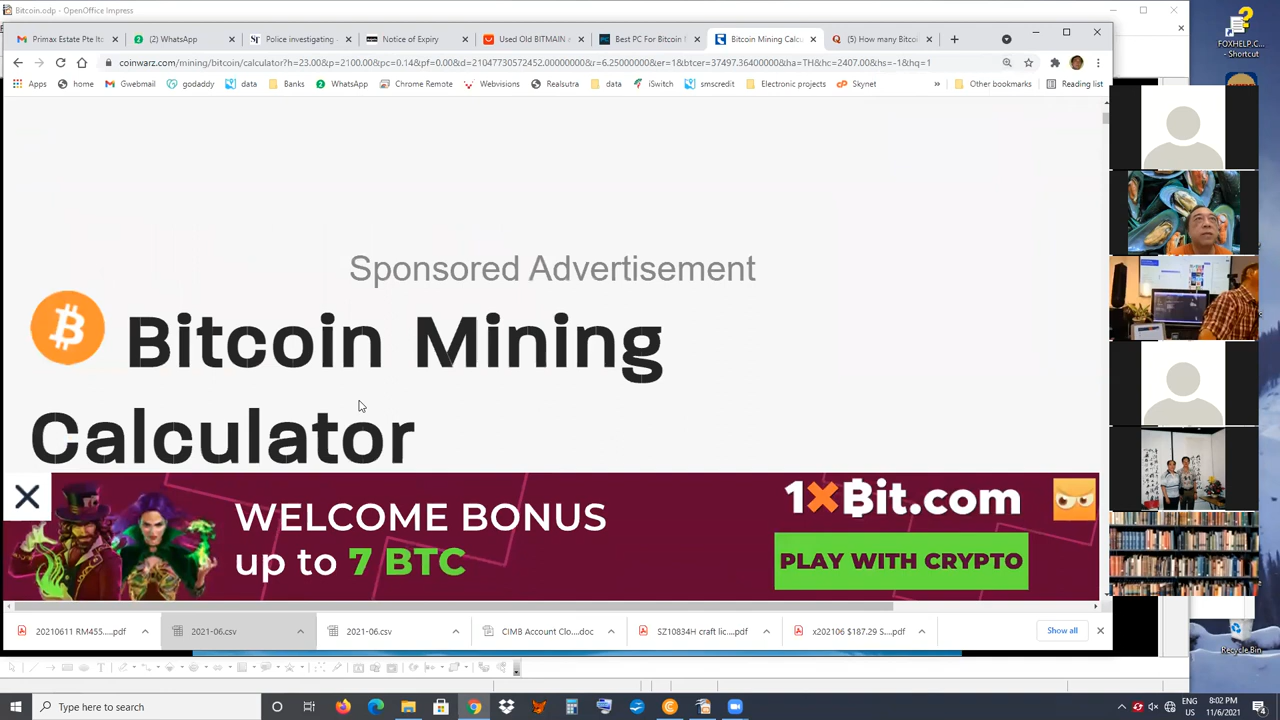 Bitcoin.odp - OpenOffice Impress
Primax Estate Pte Lta
(2) WhatsApp
Police investigating
Notice of Expiry
Used Old BITMAIN A
Best PC For Bitcoin
Bitcoin Mining Calcu
(5) How many Bitco
coinwarz.com/mining/bitcoin/calculator?h=23.00&p=2100.00&pc=0.14&pf=0.00&d=
&r=6.25000000&er=1&btcer=37497.36400000&ha=TH&hc=2407.00&hs=-1&hq=1
Apps
home
Gwebmail
godaddy
data
Banks
WhatsApp
Chrome Remote
Webvisions
Realsutra
data
iSwitch
smscredit
Electronic projects
Skynet
»
Other bookmarks
Reading list
Sponsored Advertisement
Bitcoin Mining
Calculator
WELCOME BONUS
up to 7 BTC
1XBit.com
PLAY WITH CRYPTO
20210611 RM455....pdf
2021-06.csv
2021-06.csv
CIMB Account Clo....doc
SZ10834H craft lic....pdf
x202106 $187.29 S....pdf
Show all
FOXHELP.C...
- Shortcut
Recycle Bin
Type here to search
ENG
US
8:02 PM
11/6/2021
4